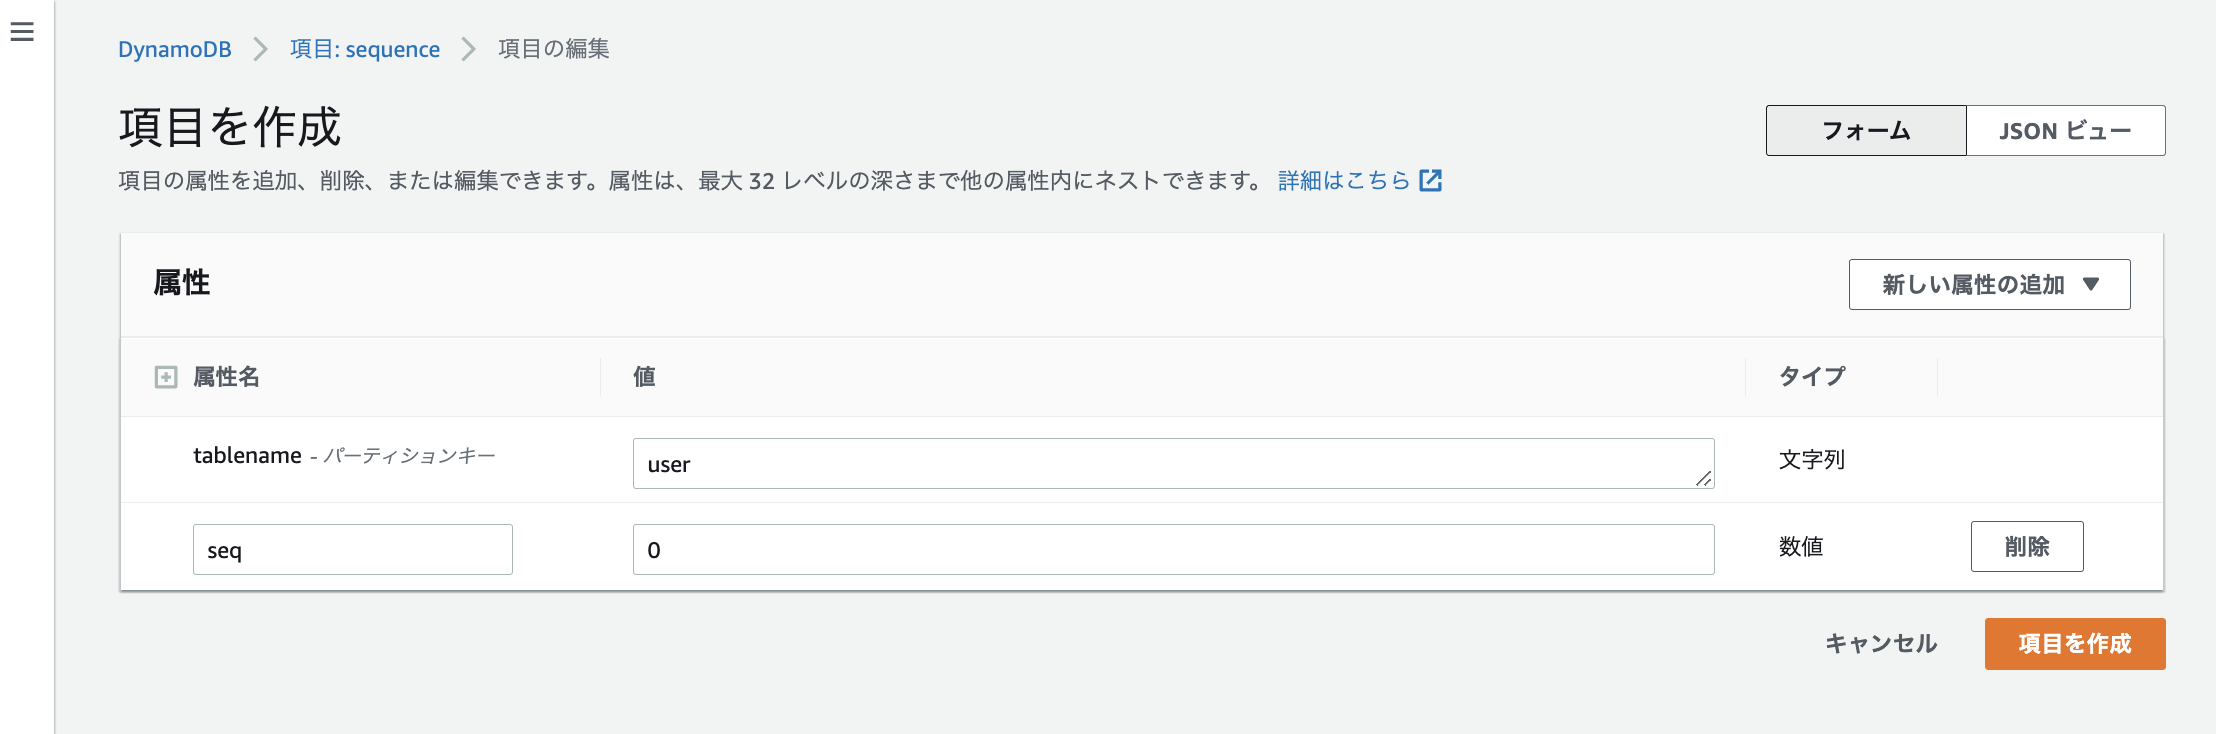 DynamoDB > 項目: sequence > 項目の編集
項目を作成
フォーム JSON ビュー
項目の属性を追加、削除、または編集できます。属性は、最大 32 レベルの深さまで他の属性内にネストできます。 詳細はこちら
属性
新しい属性の追加 ▼
属性名 値 タイプ
tablename - パーティションキー user 文字列
seq 0 数値 削除
キャンセル 項目を作成